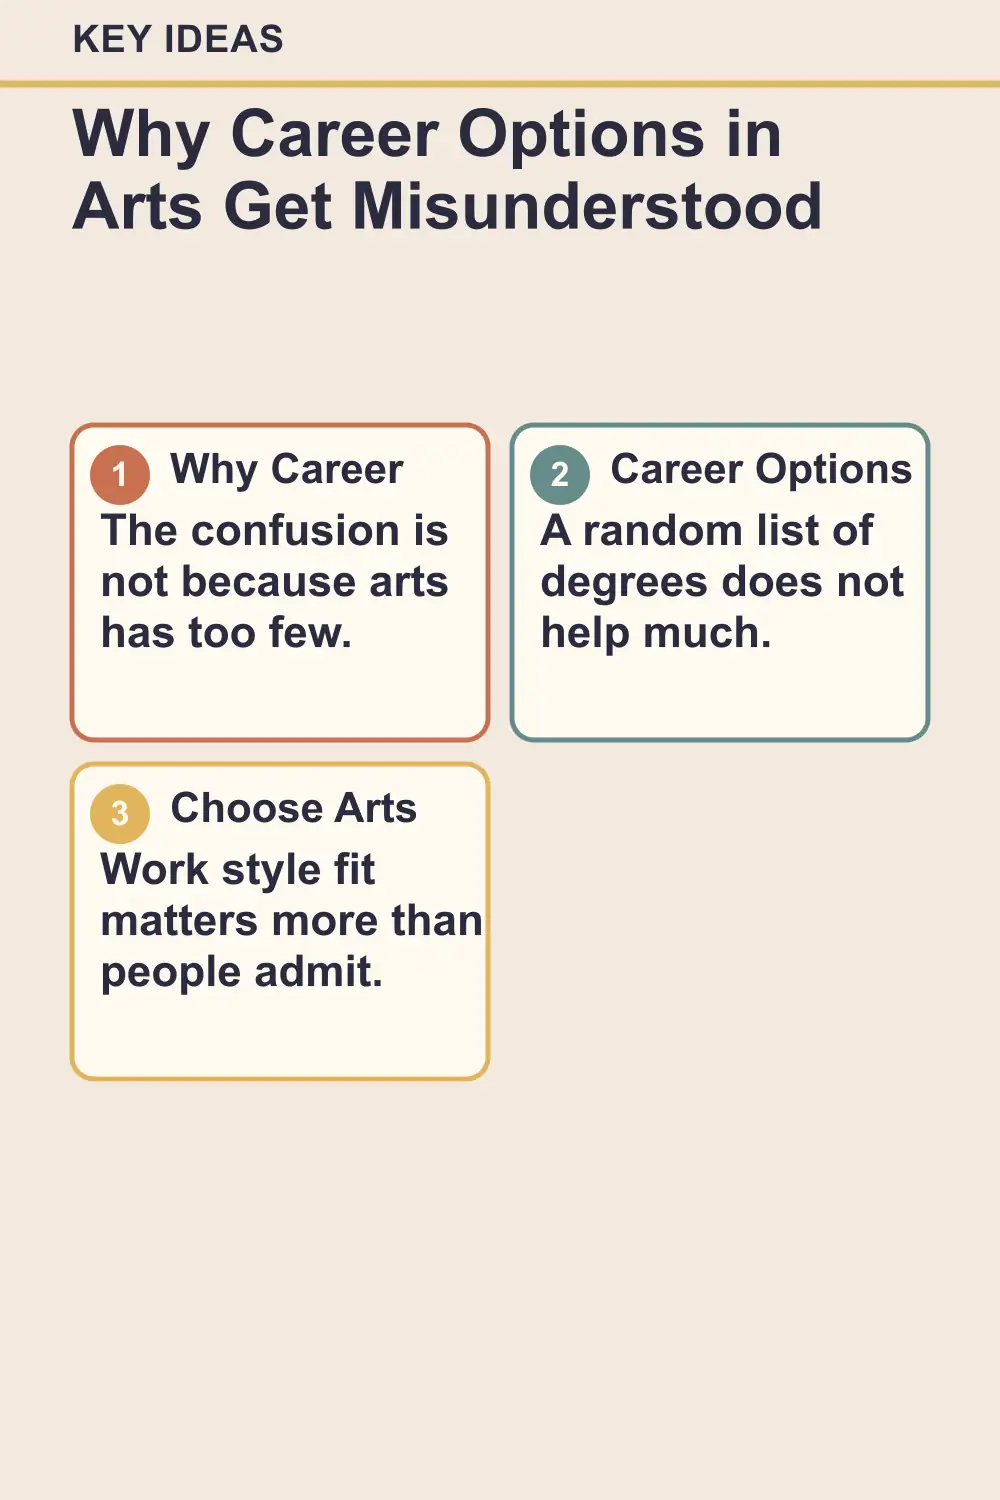 KEY IDEAS
Why Career Options in
Arts Get Misunderstood
1 Why Career
The confusion is
not because arts
has too few.
2 Career Options
A random list of
degrees does not
help much.
3 Choose Arts
Work style fit
matters more than
people admit.